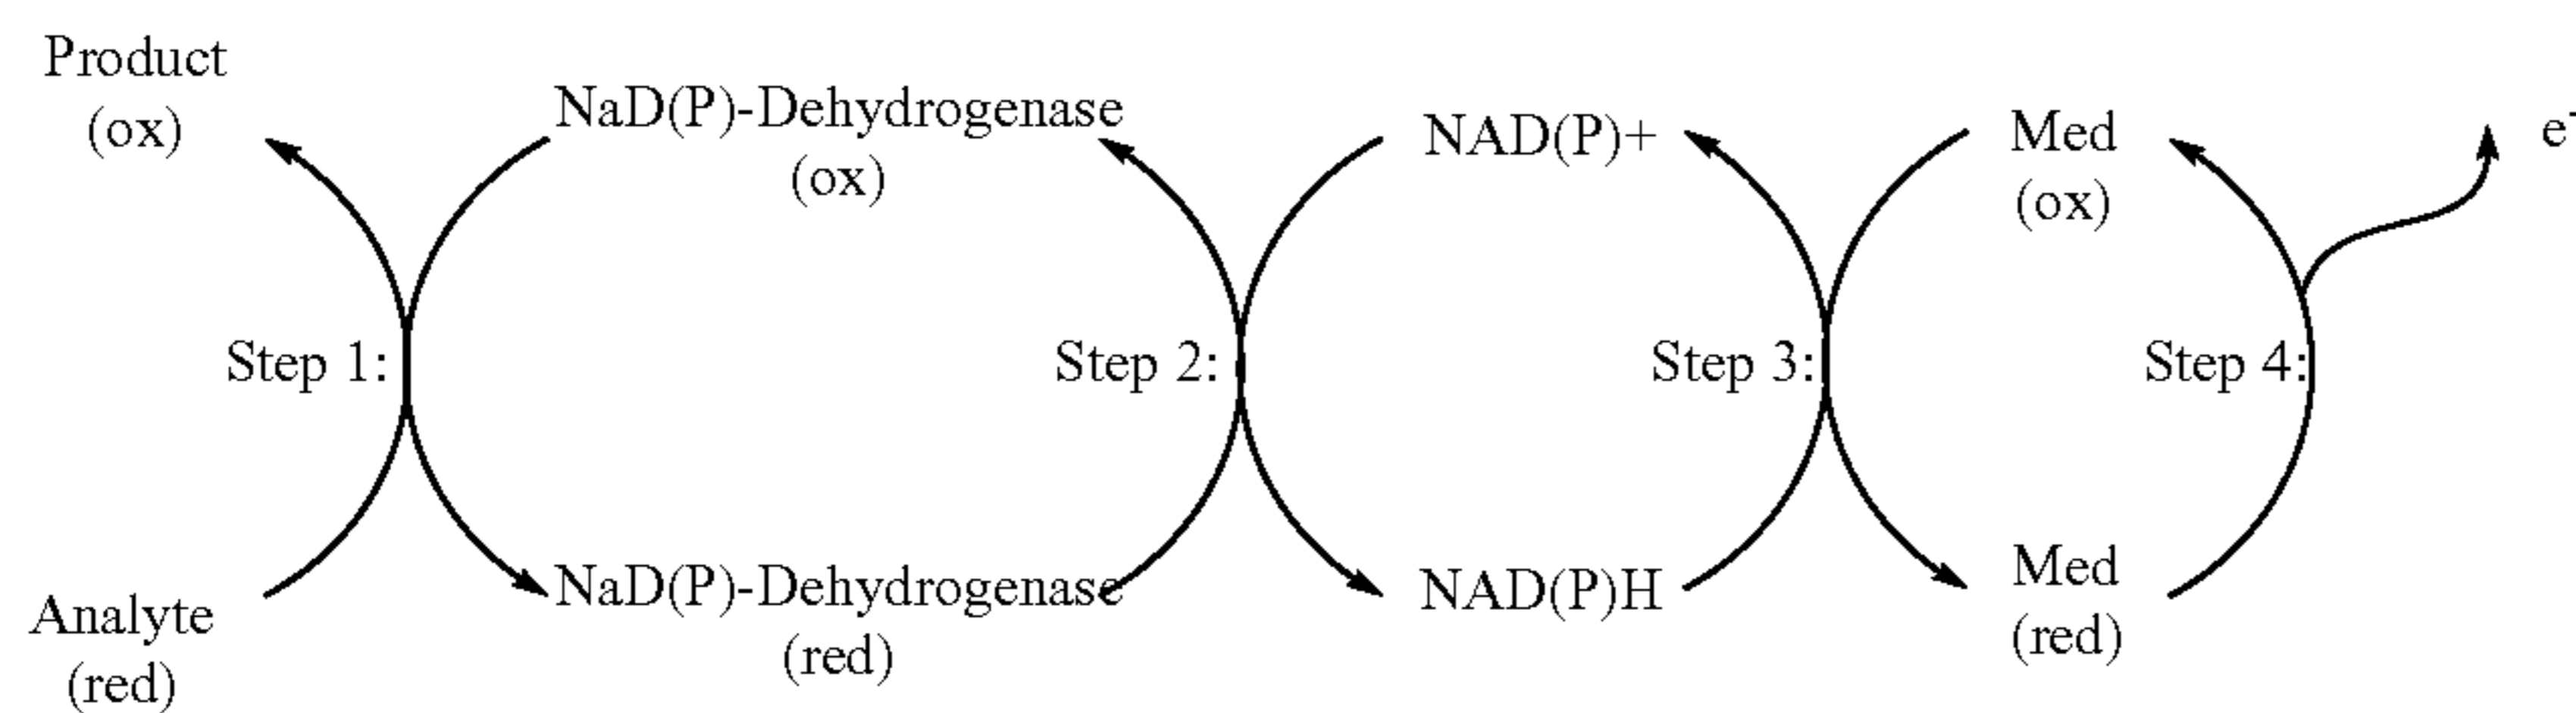 Product
(ox)
NaD(P)-Dehydrogenase
(ox)
NAD(P)+
Med
(ox)
e-
Step 1:
Step 2:
Step 3:
Step 4:
Analyte
(red)
NaD(P)-Dehydrogenase
(red)
NAD(P)H
Med
(red)